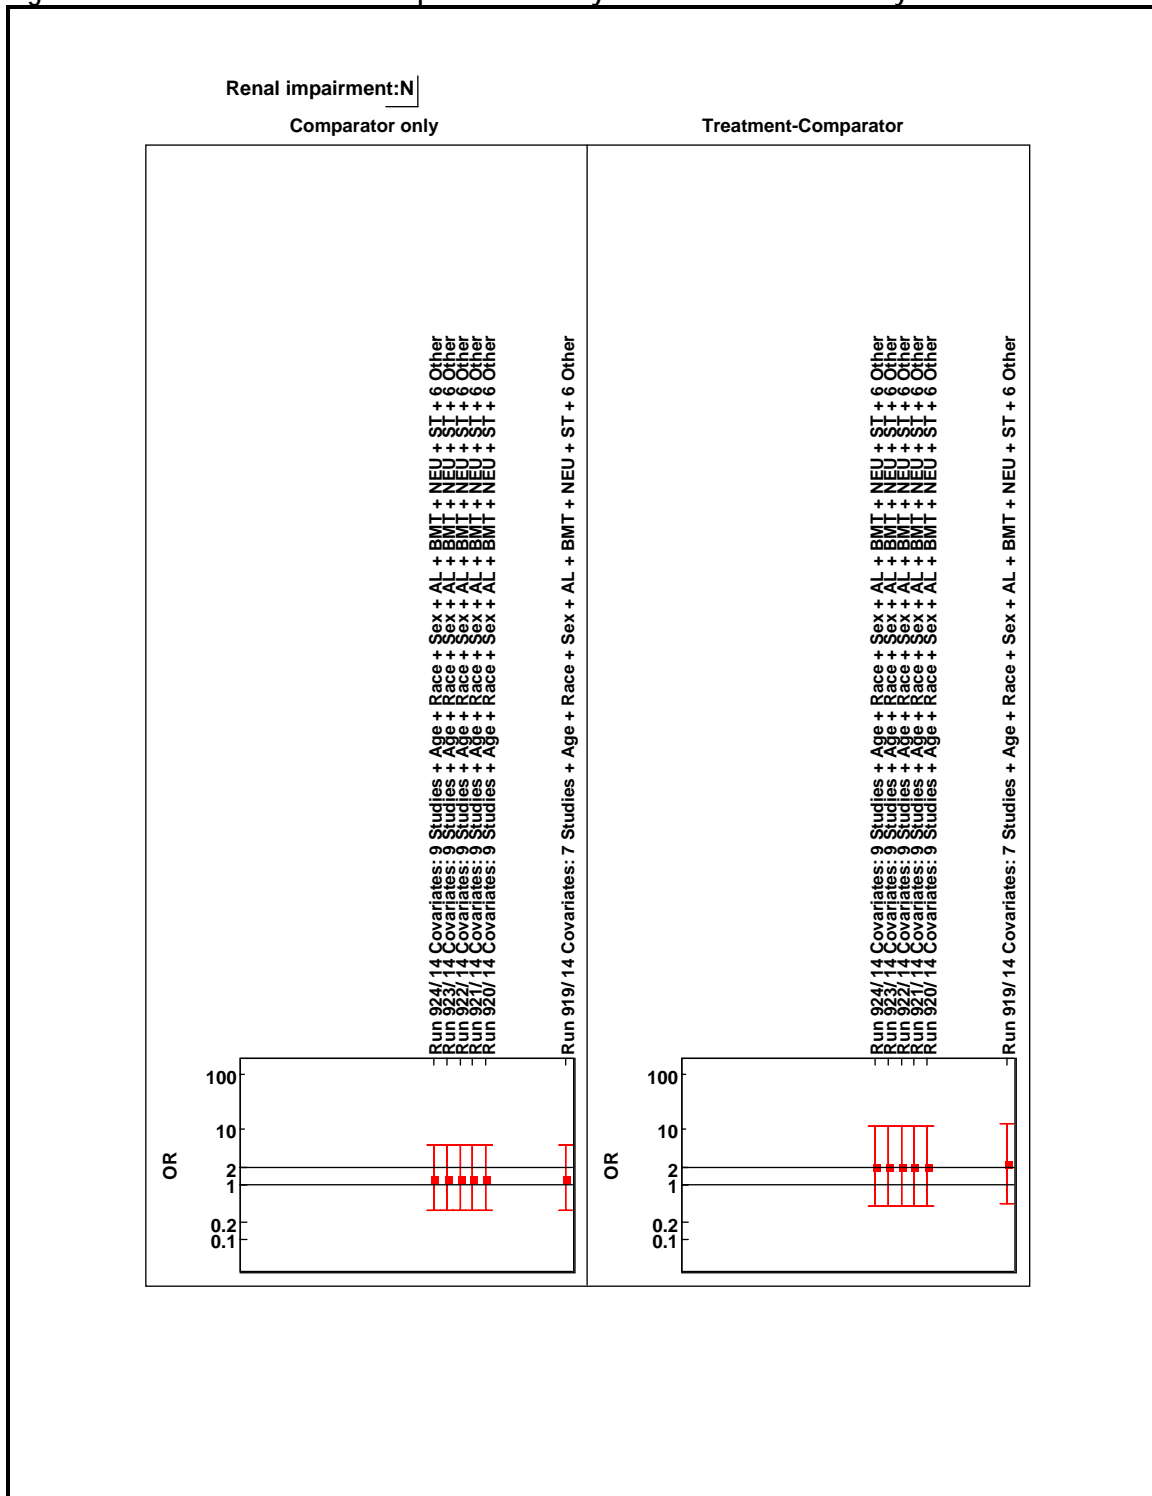 Renal impairment:N
Comparator only
Treatment-Comparator
Run 924/ 14 Covariates: 9 Studies + Age + Race + Sex + AL + BMT + NEU + ST + 6 Other
Run 923/ 14 Covariates: 9 Studies + Age + Race + Sex + AL + BMT + NEU + ST + 6 Other
Run 922/ 14 Covariates: 9 Studies + Age + Race + Sex + AL + BMT + NEU + ST + 6 Other
Run 921/ 14 Covariates: 9 Studies + Age + Race + Sex + AL + BMT + NEU + ST + 6 Other
Run 920/ 14 Covariates: 9 Studies + Age + Race + Sex + AL + BMT + NEU + ST + 6 Other
Run 919/ 14 Covariates: 7 Studies + Age + Race + Sex + AL + BMT + NEU + ST + 6 Other
OR
100
10
2
1
0.2
0.1
Run 924/ 14 Covariates: 9 Studies + Age + Race + Sex + AL + BMT + NEU + ST + 6 Other
Run 923/ 14 Covariates: 9 Studies + Age + Race + Sex + AL + BMT + NEU + ST + 6 Other
Run 922/ 14 Covariates: 9 Studies + Age + Race + Sex + AL + BMT + NEU + ST + 6 Other
Run 921/ 14 Covariates: 9 Studies + Age + Race + Sex + AL + BMT + NEU + ST + 6 Other
Run 920/ 14 Covariates: 9 Studies + Age + Race + Sex + AL + BMT + NEU + ST + 6 Other
Run 919/ 14 Covariates: 7 Studies + Age + Race + Sex + AL + BMT + NEU + ST + 6 Other
OR
100
10
2
1
0.2
0.1